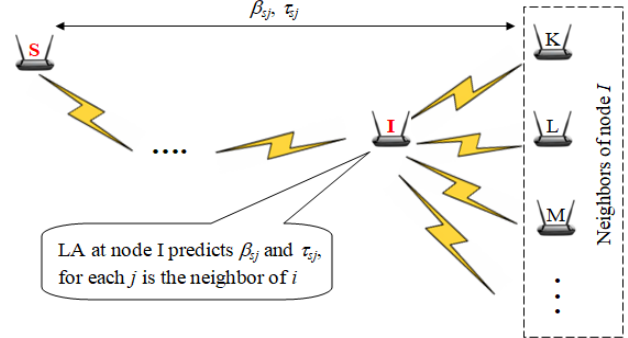 β_sj, τ_sj
S
K
I
L
M
....
Neighbors of node I
LA at node I predicts β_sj and τ_sj,
for each j is the neighbor of i